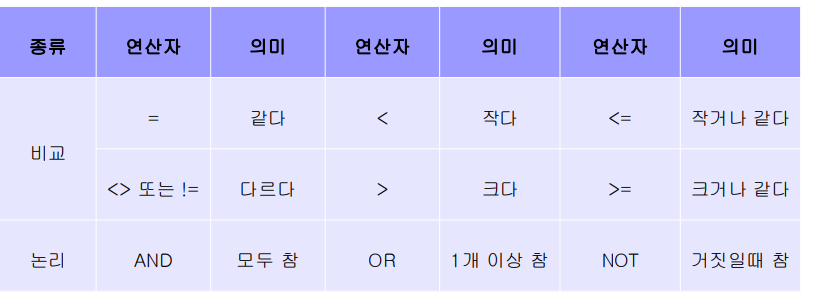 종류 연산자 의미 연산자 의미 연산자 의미
비교 = 같다 < 작다 <= 작거나 같다
<> 또는 != 다르다 > 크다 >= 크거나 같다
논리 AND 모두 참 OR 1개 이상 참 NOT 거짓일때 참